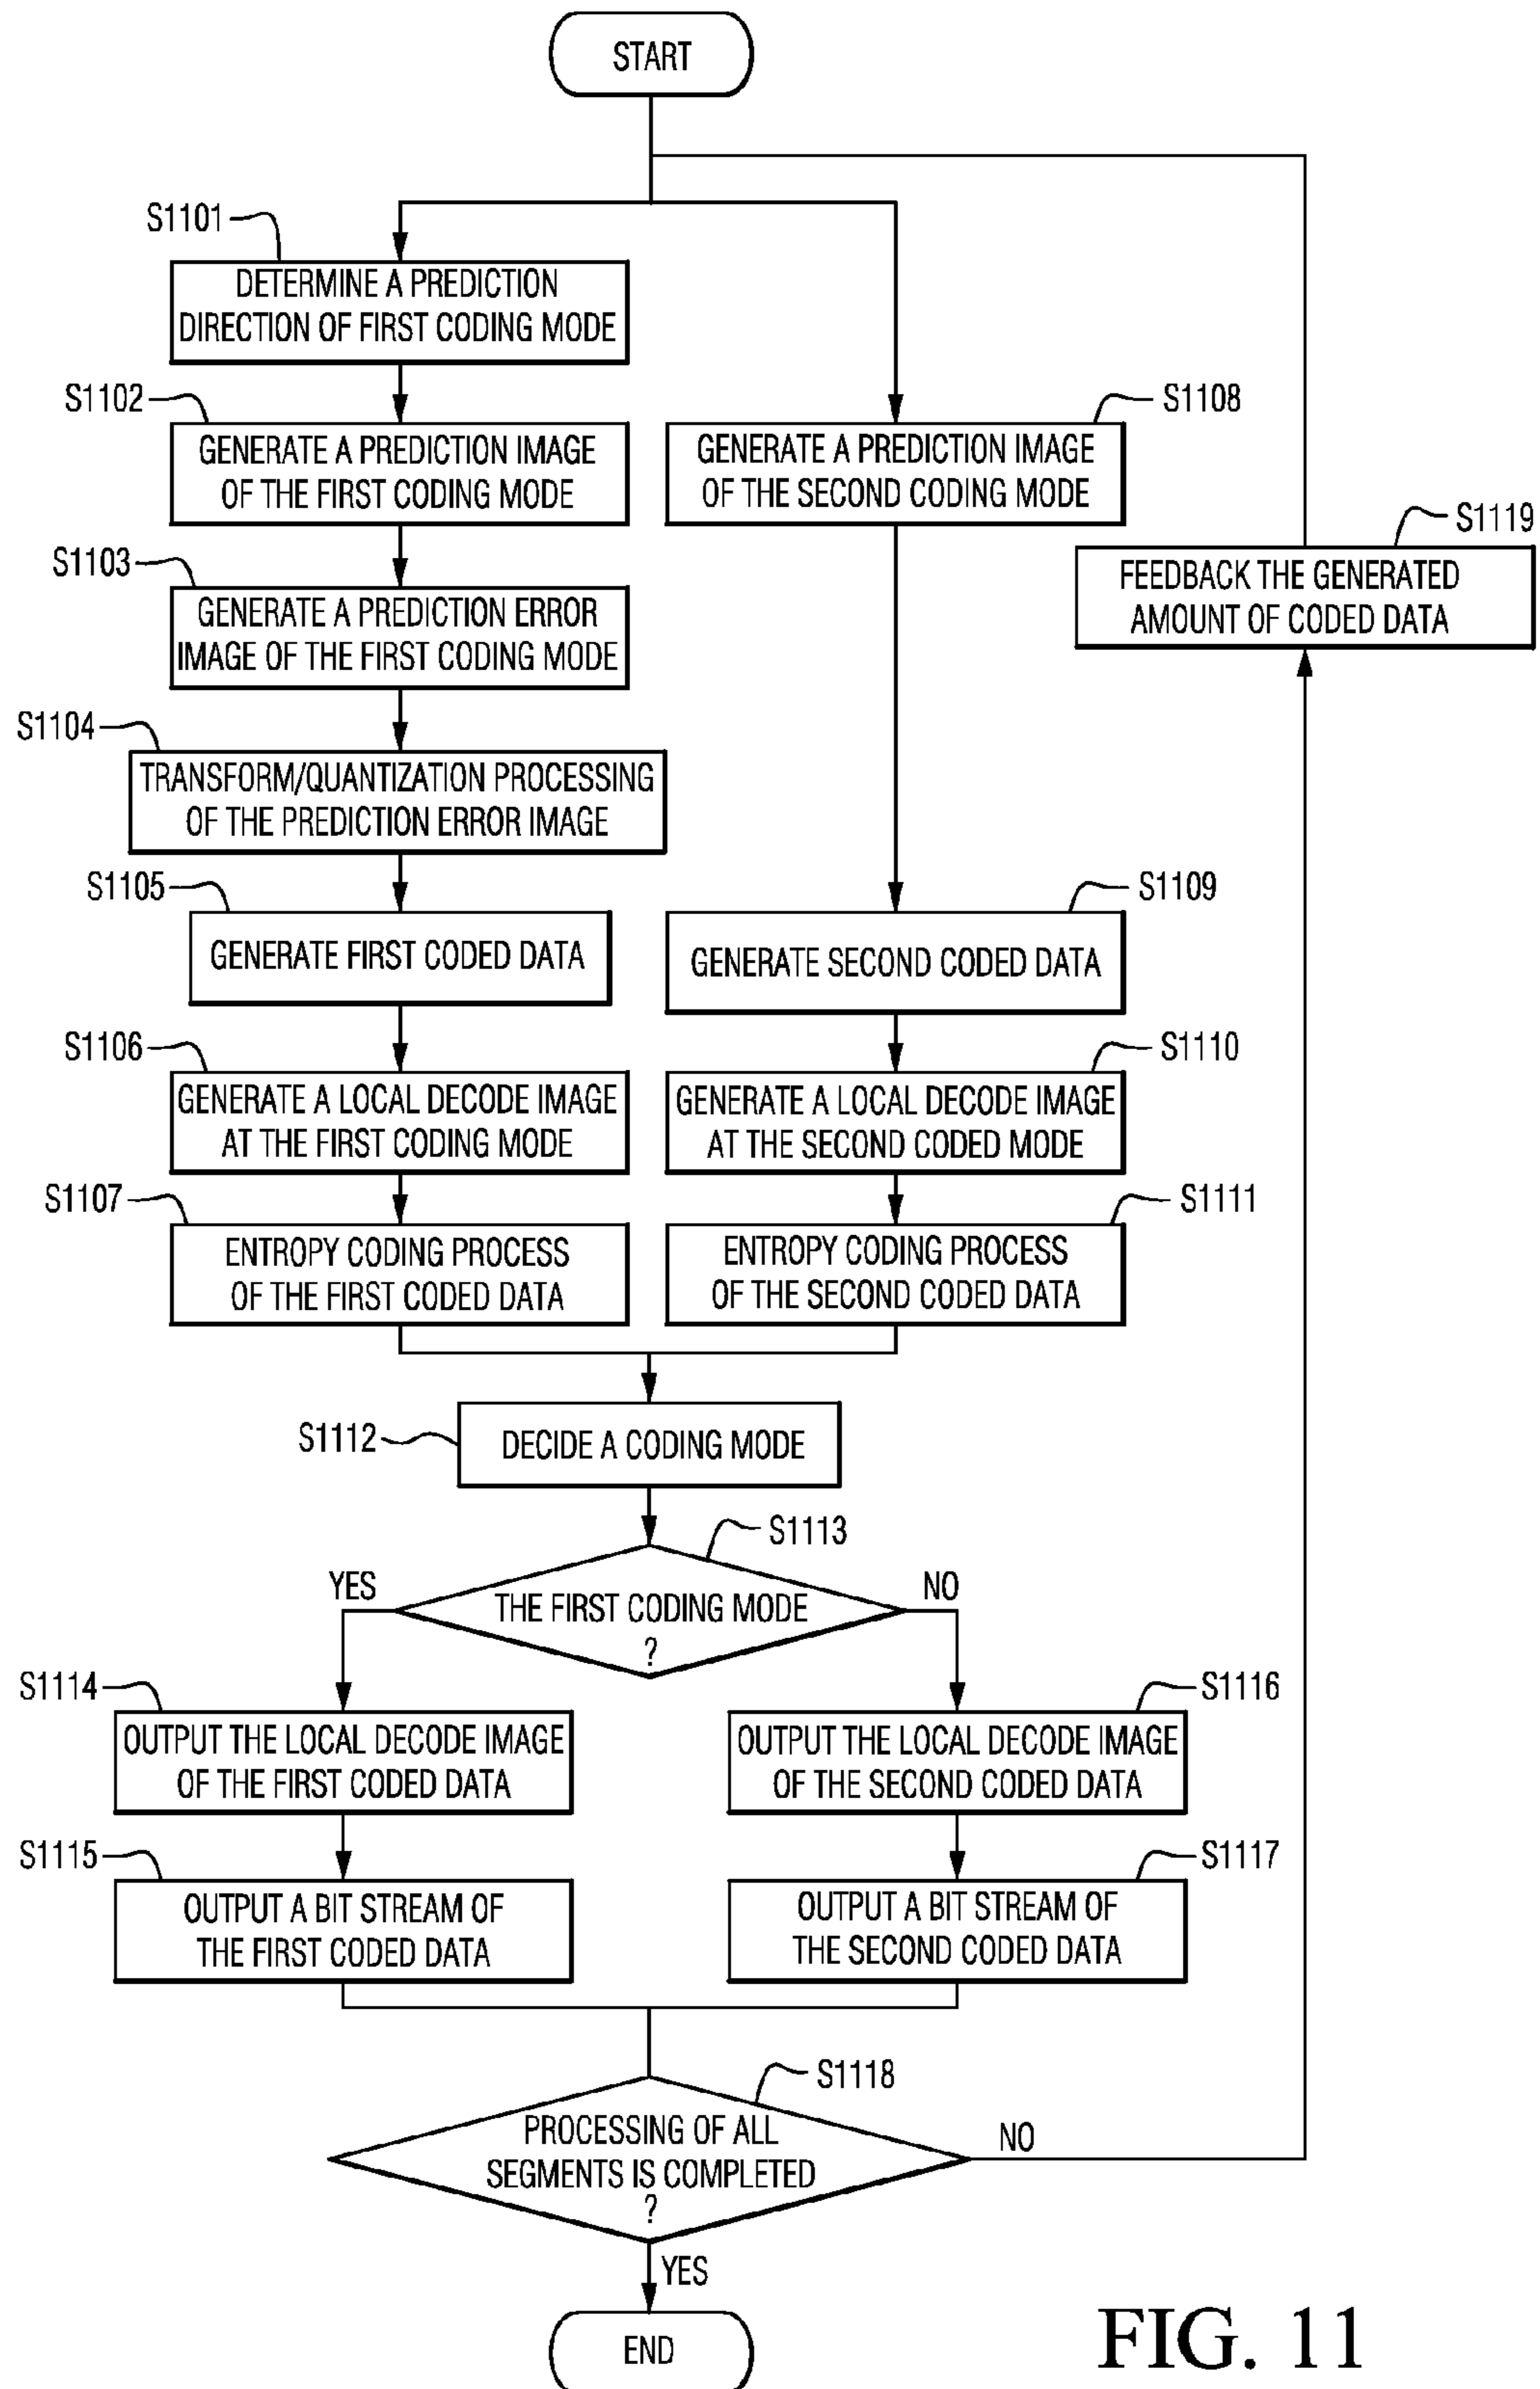 START
S1101
DETERMINE A PREDICTION
DIRECTION OF FIRST CODING MODE
S1102
GENERATE A PREDICTION IMAGE
OF THE FIRST CODING MODE
S1108
GENERATE A PREDICTION IMAGE
OF THE SECOND CODING MODE
S1119
FEEDBACK THE GENERATED
AMOUNT OF CODED DATA
S1103
GENERATE A PREDICTION ERROR
IMAGE OF THE FIRST CODING MODE
S1104
TRANSFORM/QUANTIZATION PROCESSING
OF THE PREDICTION ERROR IMAGE
S1105
GENERATE FIRST CODED DATA
S1109
GENERATE SECOND CODED DATA
S1106
GENERATE A LOCAL DECODE IMAGE
AT THE FIRST CODING MODE
S1110
GENERATE A LOCAL DECODE IMAGE
AT THE SECOND CODED MODE
S1107
ENTROPY CODING PROCESS
OF THE FIRST CODED DATA
S1111
ENTROPY CODING PROCESS
OF THE SECOND CODED DATA
S1112
DECIDE A CODING MODE
S1113
YES
THE FIRST CODING MODE
?
NO
S1114
OUTPUT THE LOCAL DECODE IMAGE
OF THE FIRST CODED DATA
S1116
OUTPUT THE LOCAL DECODE IMAGE
OF THE SECOND CODED DATA
S1115
OUTPUT A BIT STREAM OF
THE FIRST CODED DATA
S1117
OUTPUT A BIT STREAM OF
THE SECOND CODED DATA
S1118
PROCESSING OF ALL
SEGMENTS IS COMPLETED
?
NO
YES
END
FIG. 11